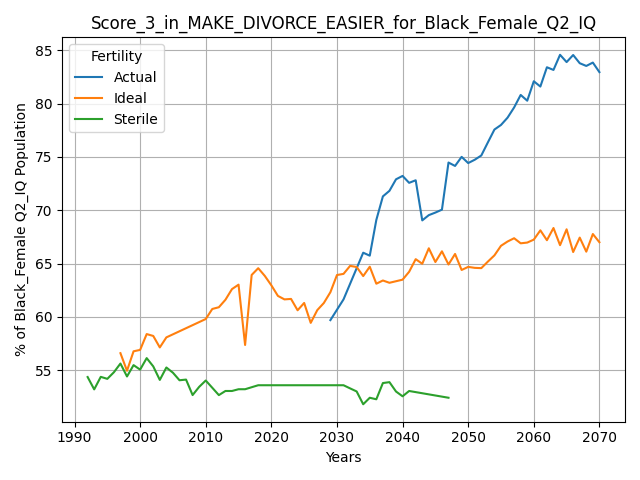 Score_3_in_MAKE_DIVORCE_EASIER_for_Black_Female_Q2_IQ
Fertility
Actual
Ideal
Sterile
% of Black_Female Q2_IQ Population
85
80
75
70
65
60
55
1990 2000 2010 2020 2030 2040 2050 2060 2070
Years